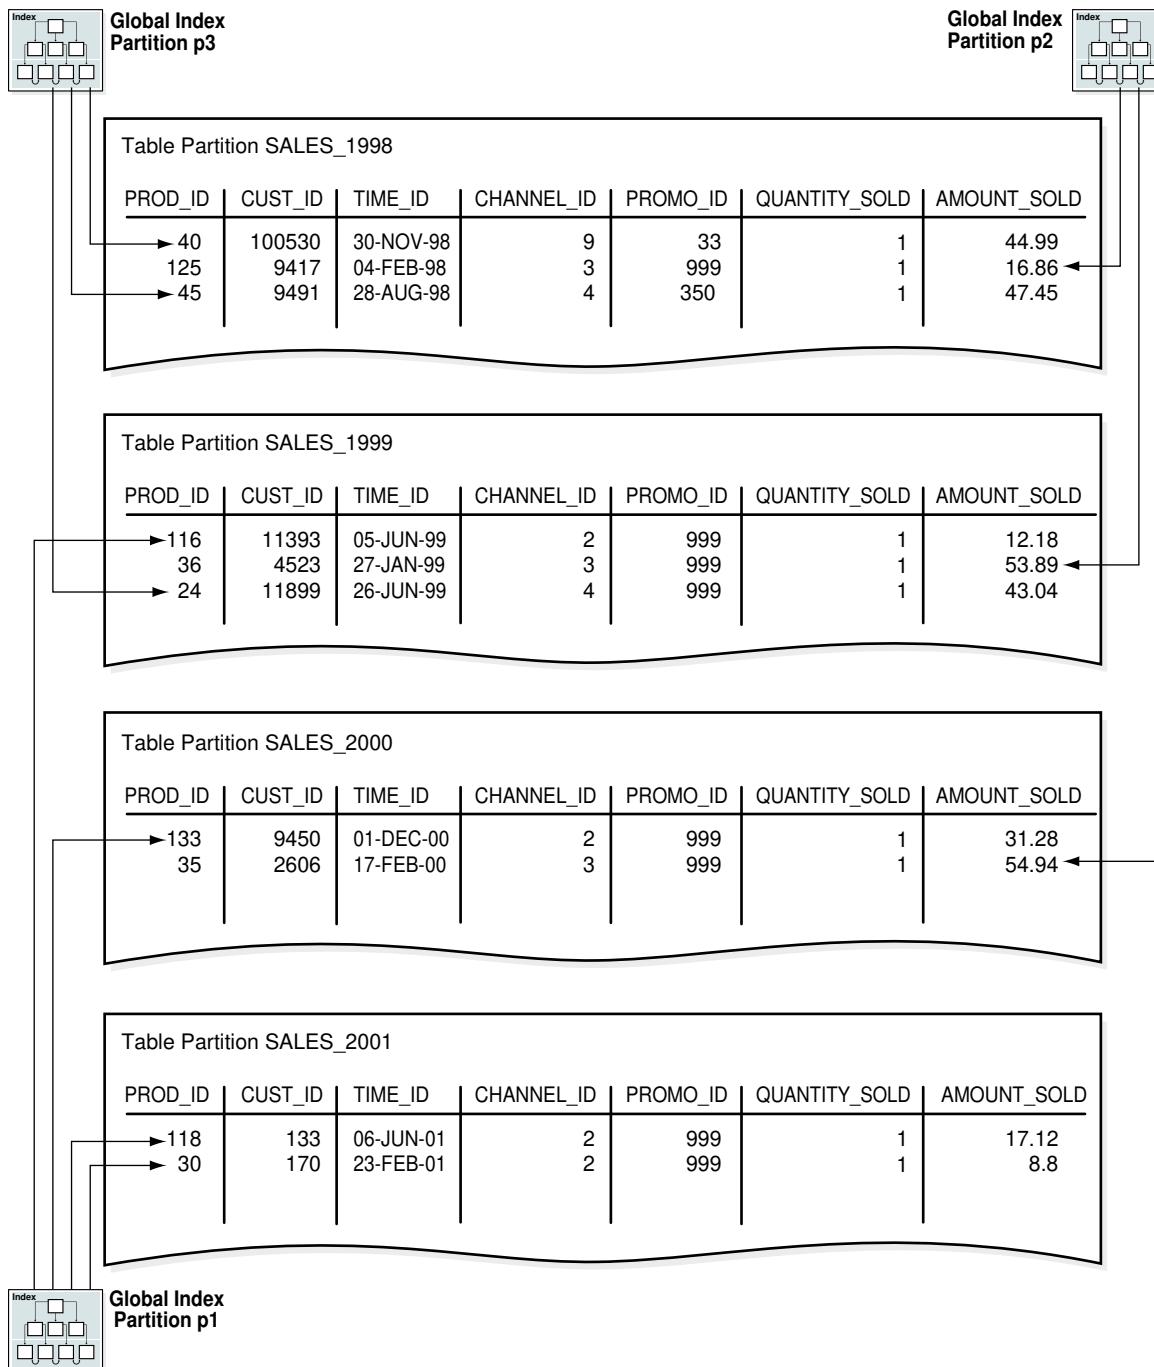 Index
Global Index
Partition p3
Global Index
Partition p2
Index
Table Partition SALES_1998
PROD_ID CUST_ID TIME_ID CHANNEL_ID PROMO_ID QUANTITY_SOLD AMOUNT_SOLD
40 100530 30-NOV-98 9 33 1 44.99
125 9417 04-FEB-98 3 999 1 16.86
45 9491 28-AUG-98 4 350 1 47.45
Table Partition SALES_1999
PROD_ID CUST_ID TIME_ID CHANNEL_ID PROMO_ID QUANTITY_SOLD AMOUNT_SOLD
116 11393 05-JUN-99 2 999 1 12.18
36 4523 27-JAN-99 3 999 1 53.89
24 11899 26-JUN-99 4 999 1 43.04
Table Partition SALES_2000
PROD_ID CUST_ID TIME_ID CHANNEL_ID PROMO_ID QUANTITY_SOLD AMOUNT_SOLD
133 9450 01-DEC-00 2 999 1 31.28
35 2606 17-FEB-00 3 999 1 54.94
Table Partition SALES_2001
PROD_ID CUST_ID TIME_ID CHANNEL_ID PROMO_ID QUANTITY_SOLD AMOUNT_SOLD
118 133 06-JUN-01 2 999 1 17.12
30 170 23-FEB-01 2 999 1 8.8
Index
Global Index
Partition p1